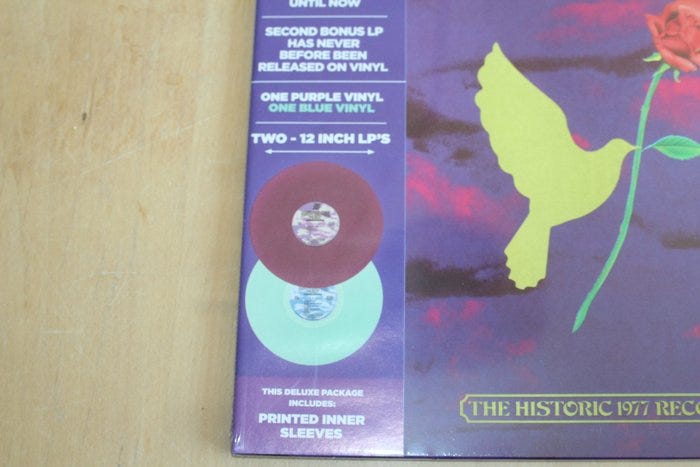 UNTIL NOW
SECOND BONUS LP
HAS NEVER
BEFORE BEEN
RELEASED ON VINYL
ONE PURPLE VINYL
ONE BLUE VINYL
TWO - 12 INCH LP'S
THIS DELUXE PACKAGE
INCLUDES:
PRINTED INNER
SLEEVES
THE HISTORIC 1977 RECO